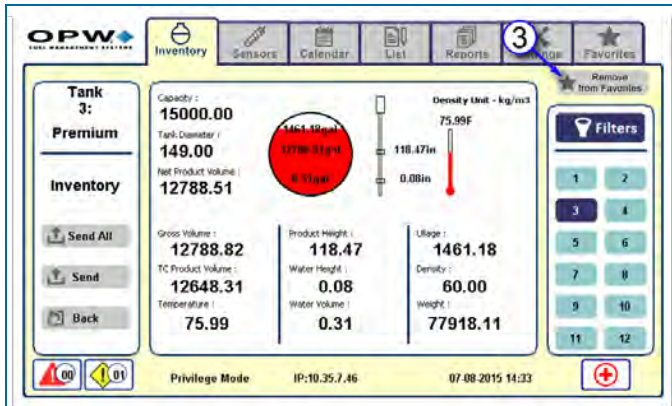 OPW
FUEL MANAGEMENT SYSTEMS
Inventory
Sensors
Calendar
List
Reports
3
Favorites
Remove
from Favorites
Tank
3:
Premium
Inventory
Send All
Send
Back
Capacity :
15000.00
Tank Diameter :
149.00
Net Product Volume :
12788.51
1461.18gal
12788.51gal
0.31gal
118.47in
0.08in
Density Unit - kg/m3
75.99F
Gross Volume :
12788.82
Product Height :
118.47
Ullage :
1461.18
TC Product Volume :
12648.31
Water Height :
0.08
Density :
60.00
Temperature :
75.99
Water Volume :
0.31
Weight :
77918.11
Filters
1 2
3 4
5 6
7 8
9 10
11 12
00
01
Privilege Mode IP:10.35.7.46 07-08-2015 14:33